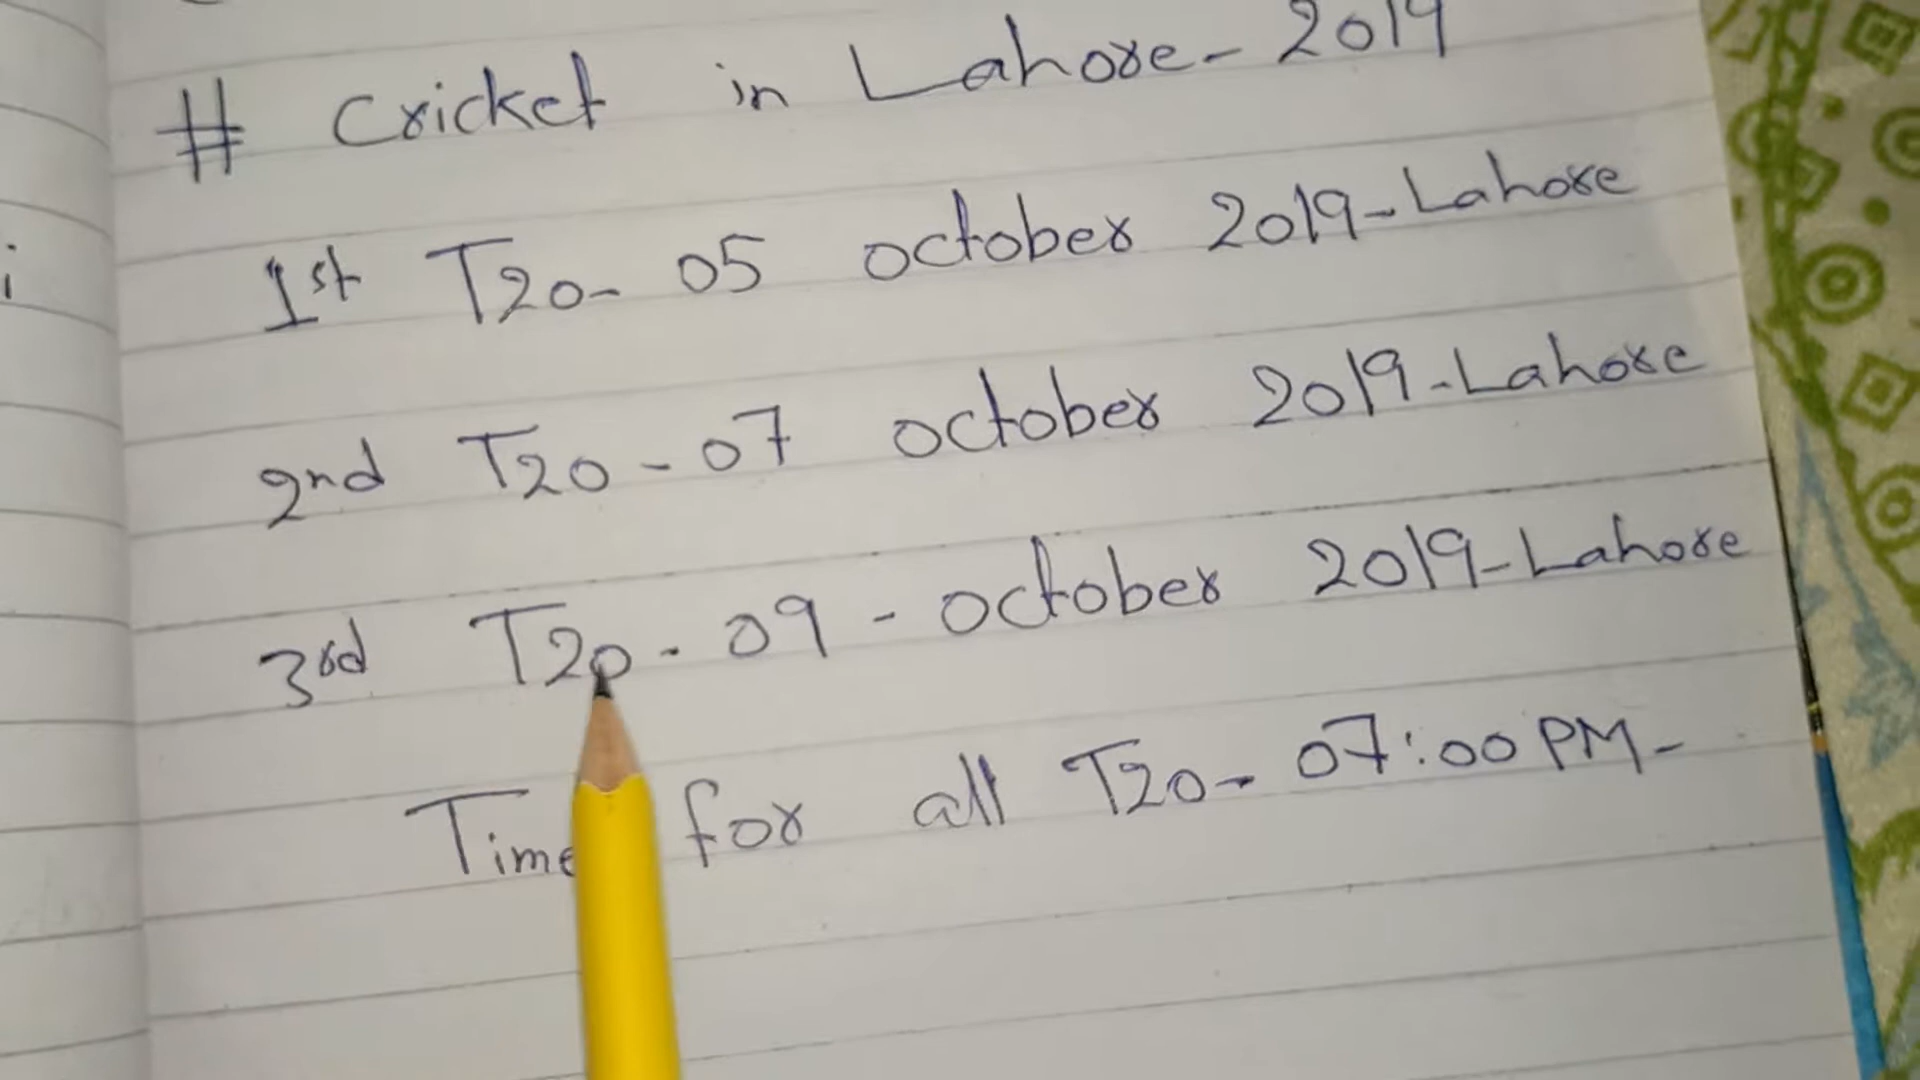 # Cricket in Lahore - 2019
1st T20 - 05 october 2019 - Lahore
2nd T20 - 07 october 2019 - Lahore
3rd T20 - 09 - october 2019 - Lahore
Time for all T20 - 07:00 PM -
i